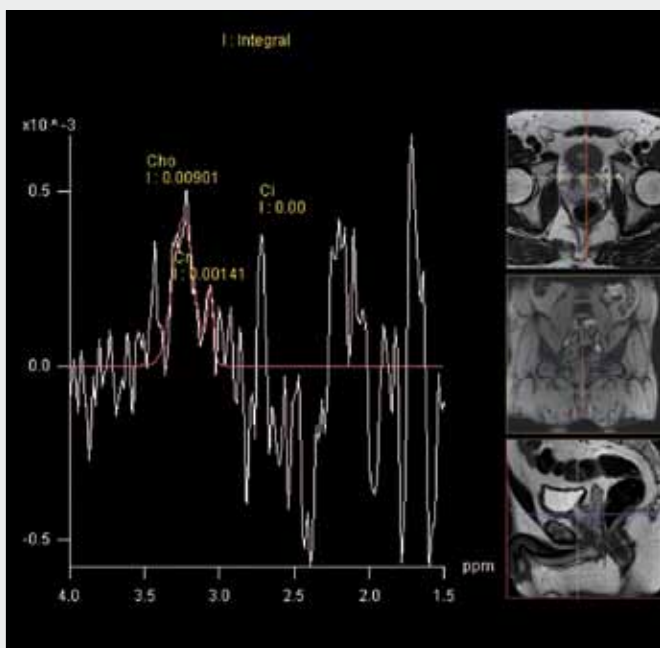 I : Integral
x10^-3
Cho
I : 0.00901
Ci
I : 0.00
Cr
I : 0.00141
0.5
0.0
-0.5
ppm
4.0 3.5 3.0 2.5 2.0 1.5